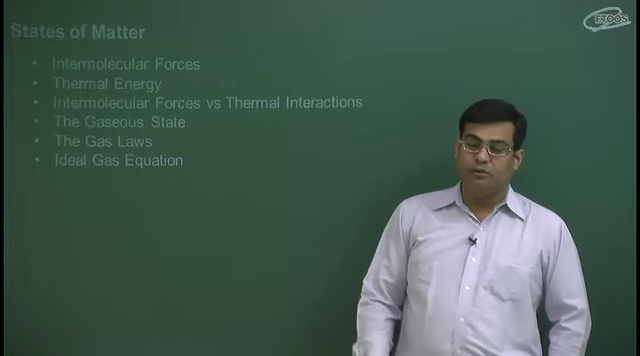 ETOOS
States of Matter
• Intermolecular Forces
• Thermal Energy
• Intermolecular Forces vs Thermal Interactions
• The Gaseous State
• The Gas Laws
• Ideal Gas Equation